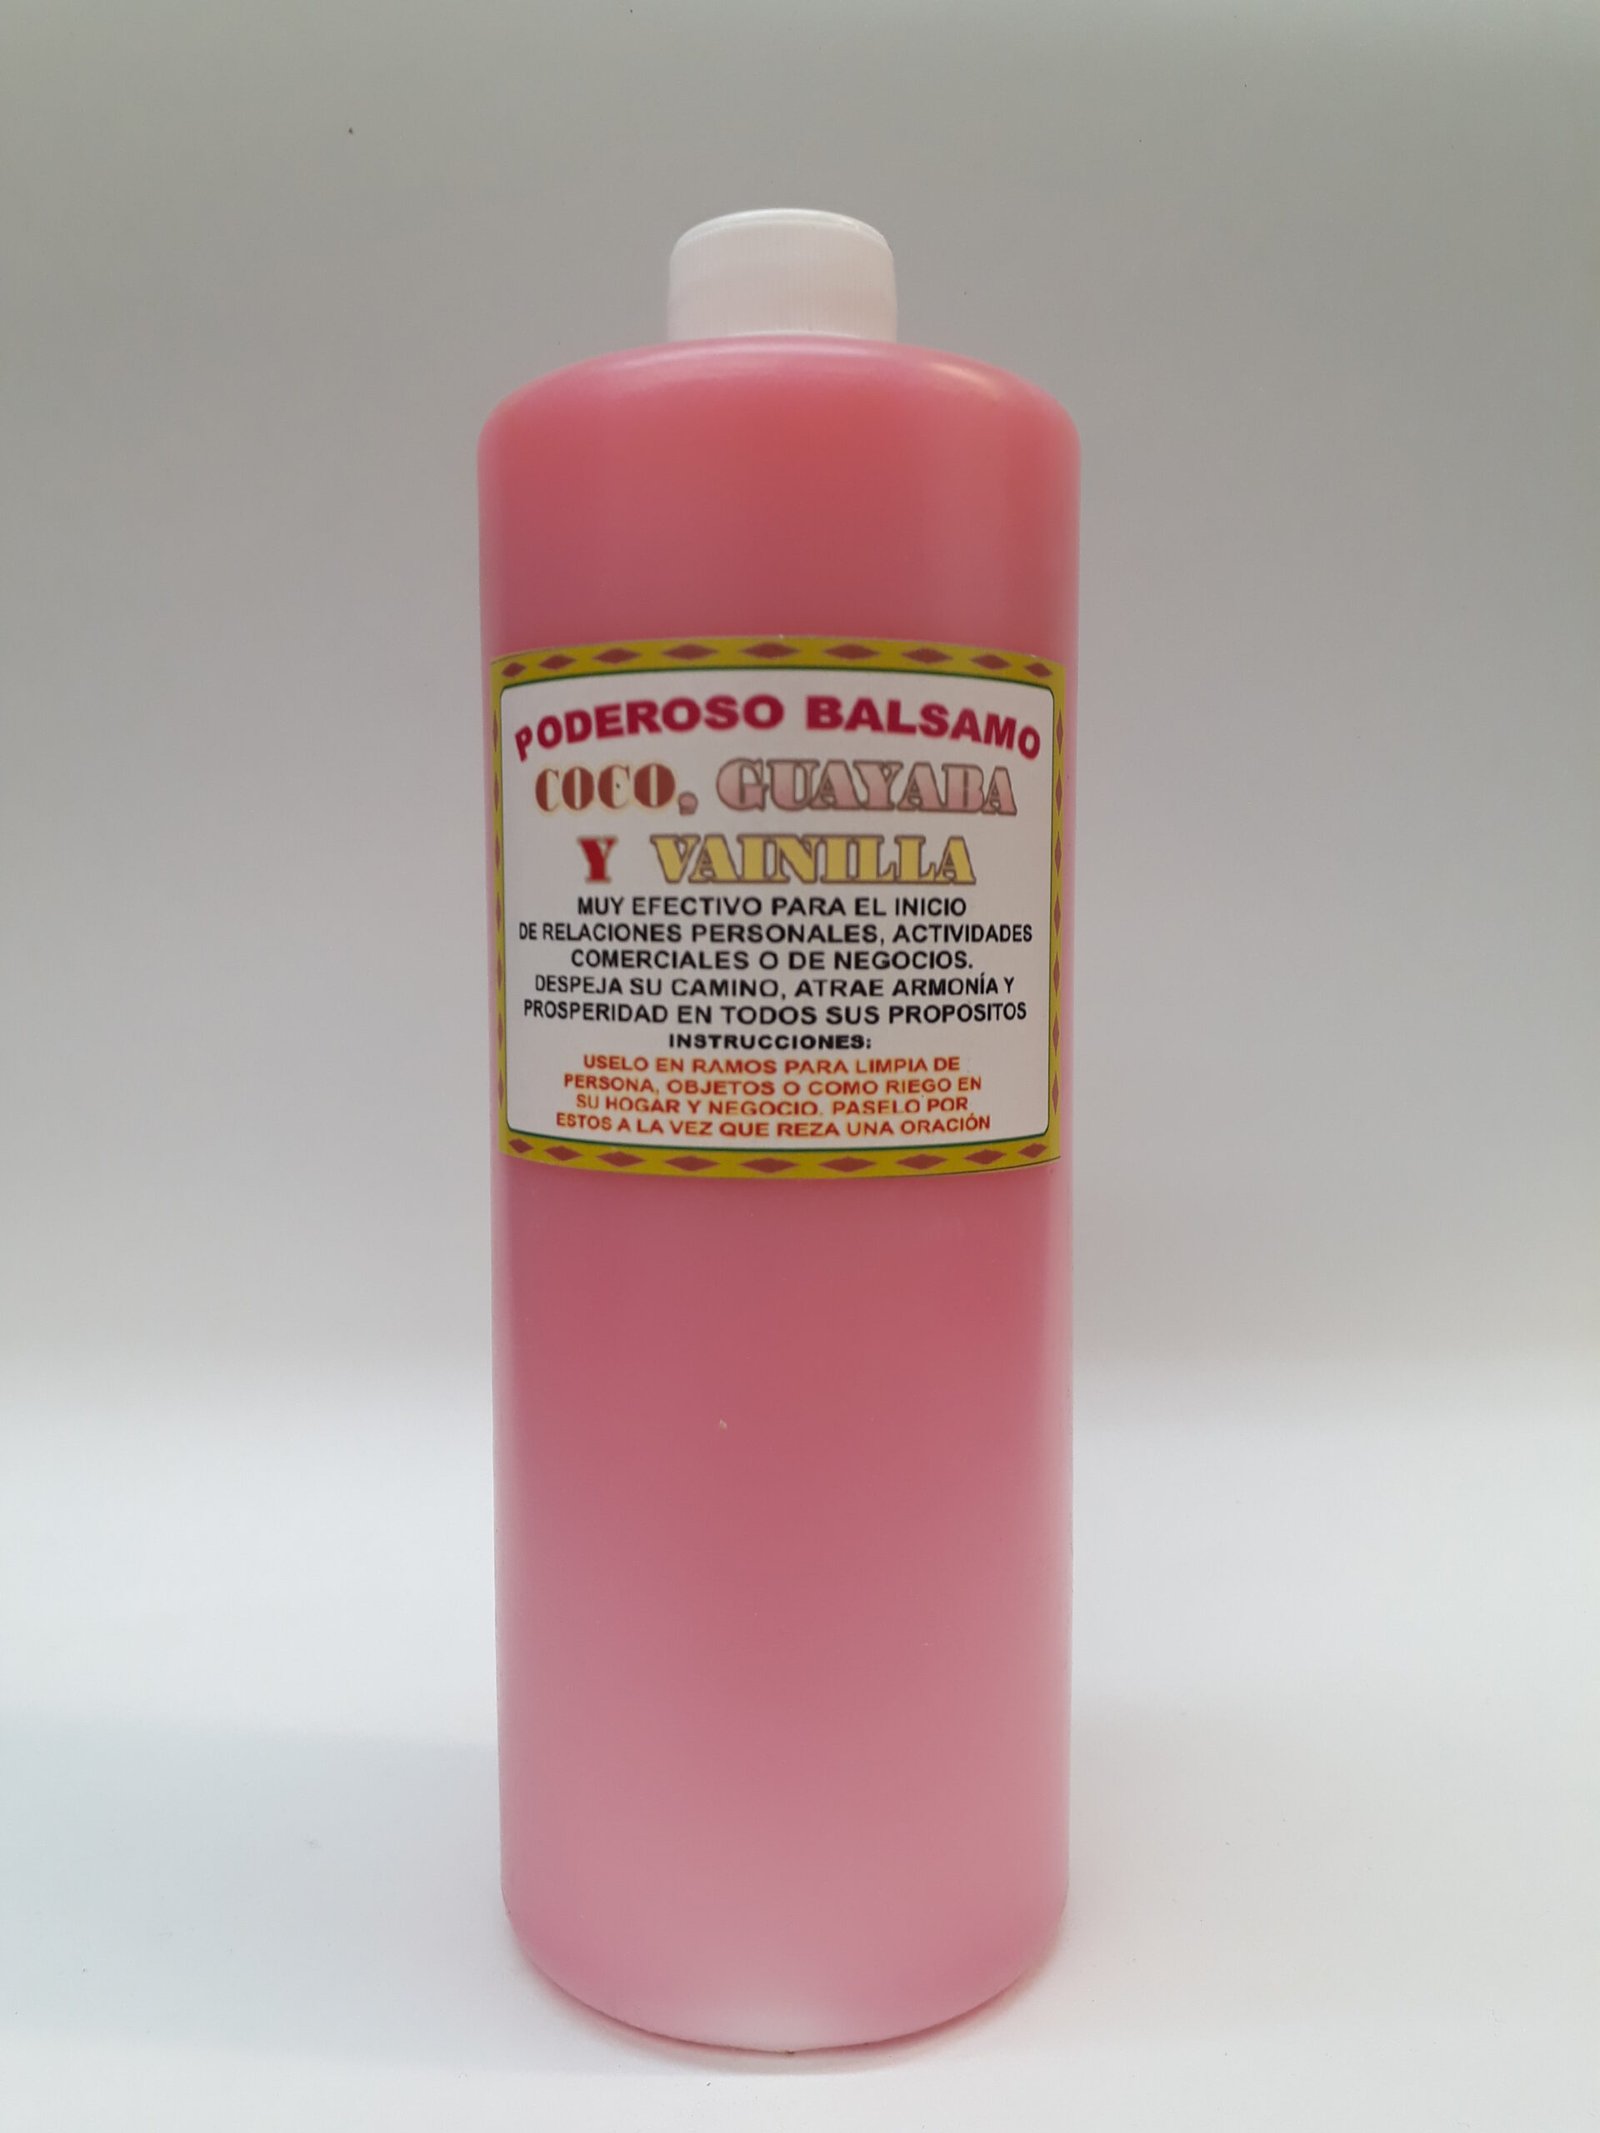 PODEROSO BALSAMO
COCO, GUAYABA
Y VAINILLA
MUY EFECTIVO PARA EL INICIO
DE RELACIONES PERSONALES, ACTIVIDADES
COMERCIALES O DE NEGOCIOS.
DESPEJA SU CAMINO, ATRAE ARMONÍA Y
PROSPERIDAD EN TODOS SUS PROPOSITOS
INSTRUCCIONES:
USELO EN RAMOS PARA LIMPIA DE
PERSONA, OBJETOS O COMO RIEGO EN
SU HOGAR Y NEGOCIO. PASELO POR
ESTOS A LA VEZ QUE REZA UNA ORACIÓN